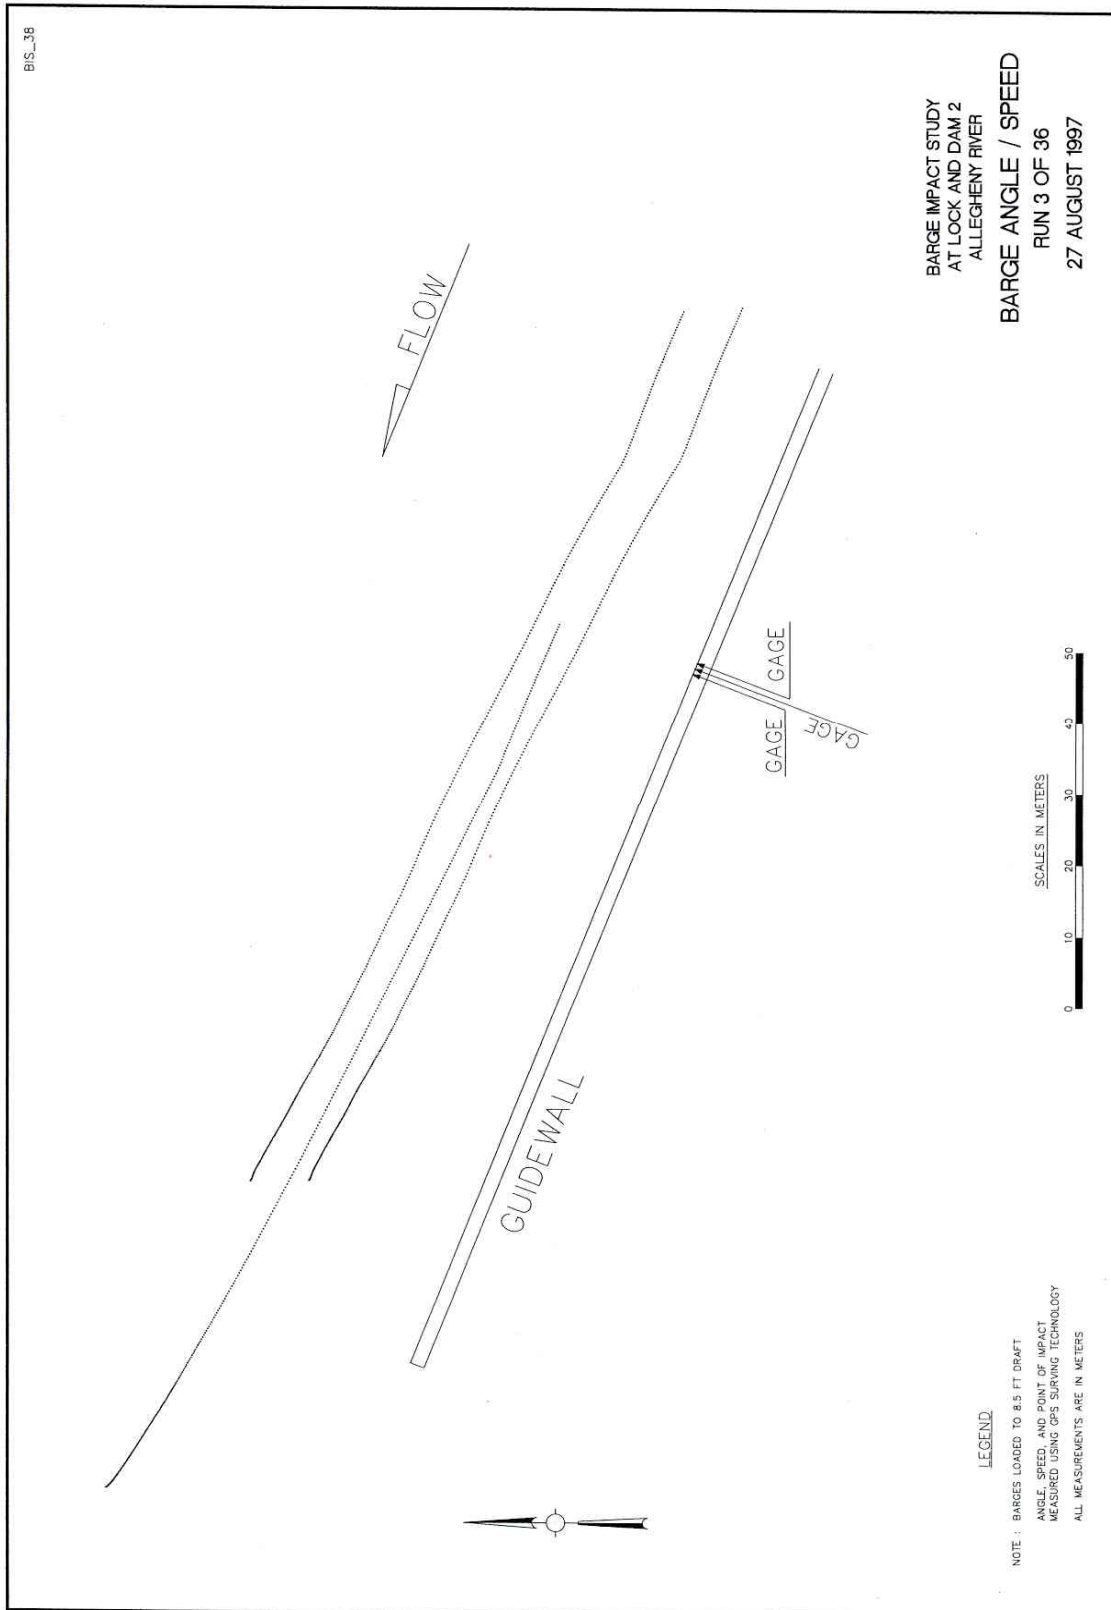 BIS_38
FLOW
GUIDEWALL
GAGE
GAGE
GAGE
BARGE IMPACT STUDY
AT LOCK AND DAM 2
ALLEGHENY RIVER
BARGE ANGLE / SPEED
RUN 3 OF 36
27 AUGUST 1997
SCALES IN METERS
0 10 20 30 40 50
LEGEND
NOTE : BARGES LOADED TO 8.5 FT DRAFT
ANGLE, SPEED, AND POINT OF IMPACT
MEASURED USING GPS SURVING TECHNOLOGY
ALL MEASUREMENTS ARE IN METERS